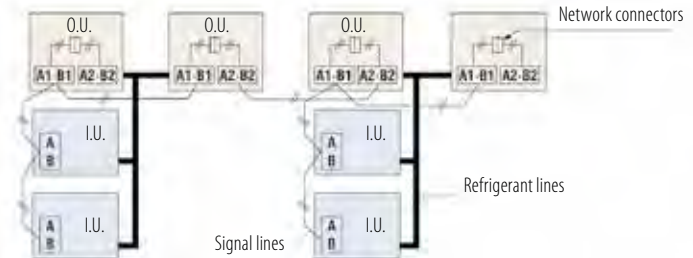 Network connectors
O.U. O.U. O.U.
A1 B1 A2-B2 A1-B1 A2-B2 A1-B1 A2-B2 A1-B1 A2-B2
I.U. I.U.
A A
B B
Refrigerant lines
I.U. I.U.
A A
B B
Signal lines